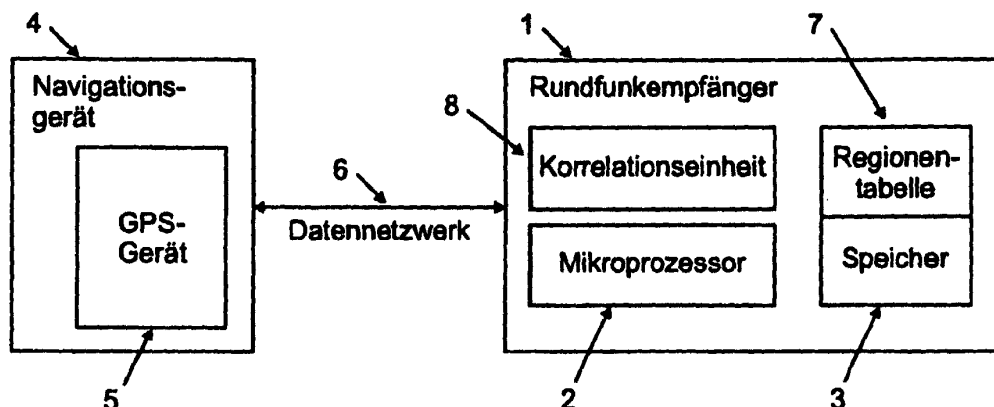 4
1
7
Navigations-
gerät
Rundfunkempfänger
8
Korrelationseinheit
Regionen-
tabelle
6
GPS-
Gerät
Datennetzwerk
Mikroprozessor
Speicher
5
2
3